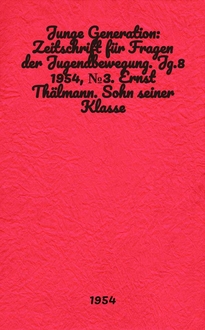 Junge Generation:
Zeitschrift für Fragen
der Jugendbewegung. Jg.8
1954, №3. Ernst
Thälmann. Sohn seiner
Klasse
1954